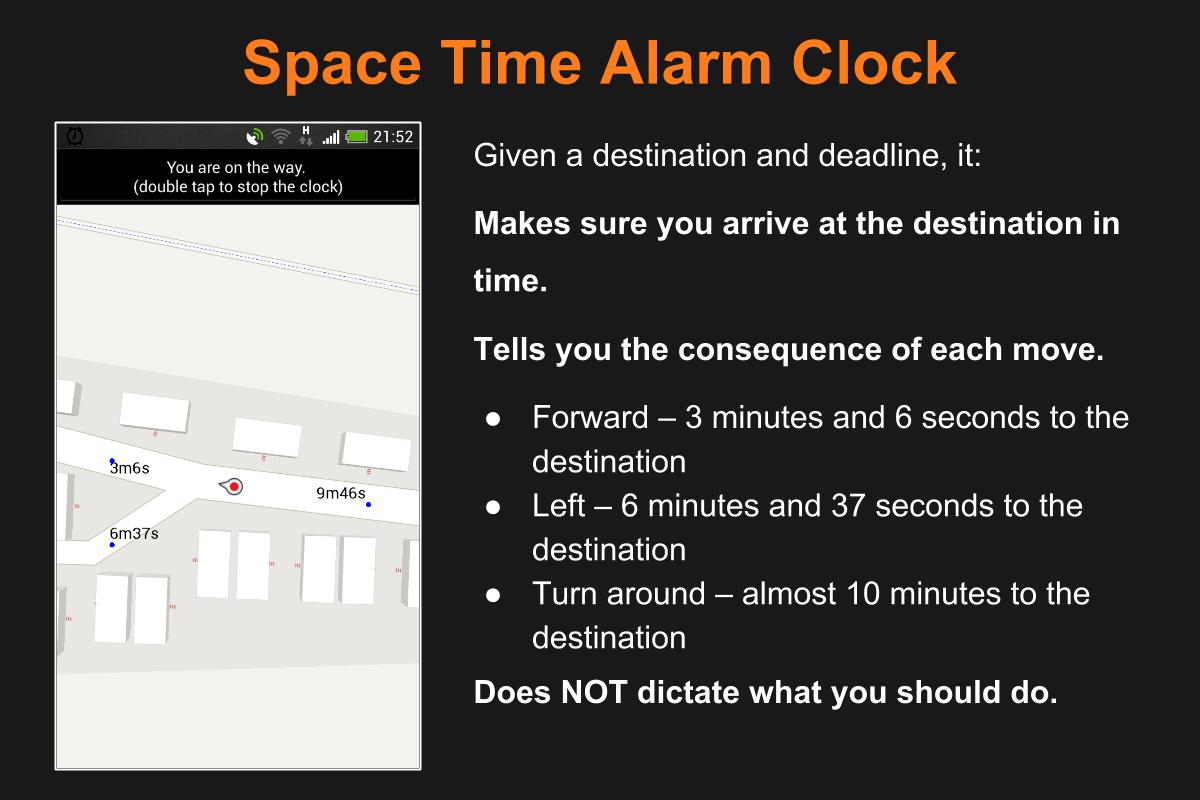 Space Time Alarm Clock
H
21:52
You are on the way.
(double tap to stop the clock)
3m6s
9m46s
6m37s
Given a destination and deadline, it:
Makes sure you arrive at the destination in
time.
Tells you the consequence of each move.
● Forward – 3 minutes and 6 seconds to the
destination
● Left – 6 minutes and 37 seconds to the
destination
● Turn around – almost 10 minutes to the
destination
Does NOT dictate what you should do.